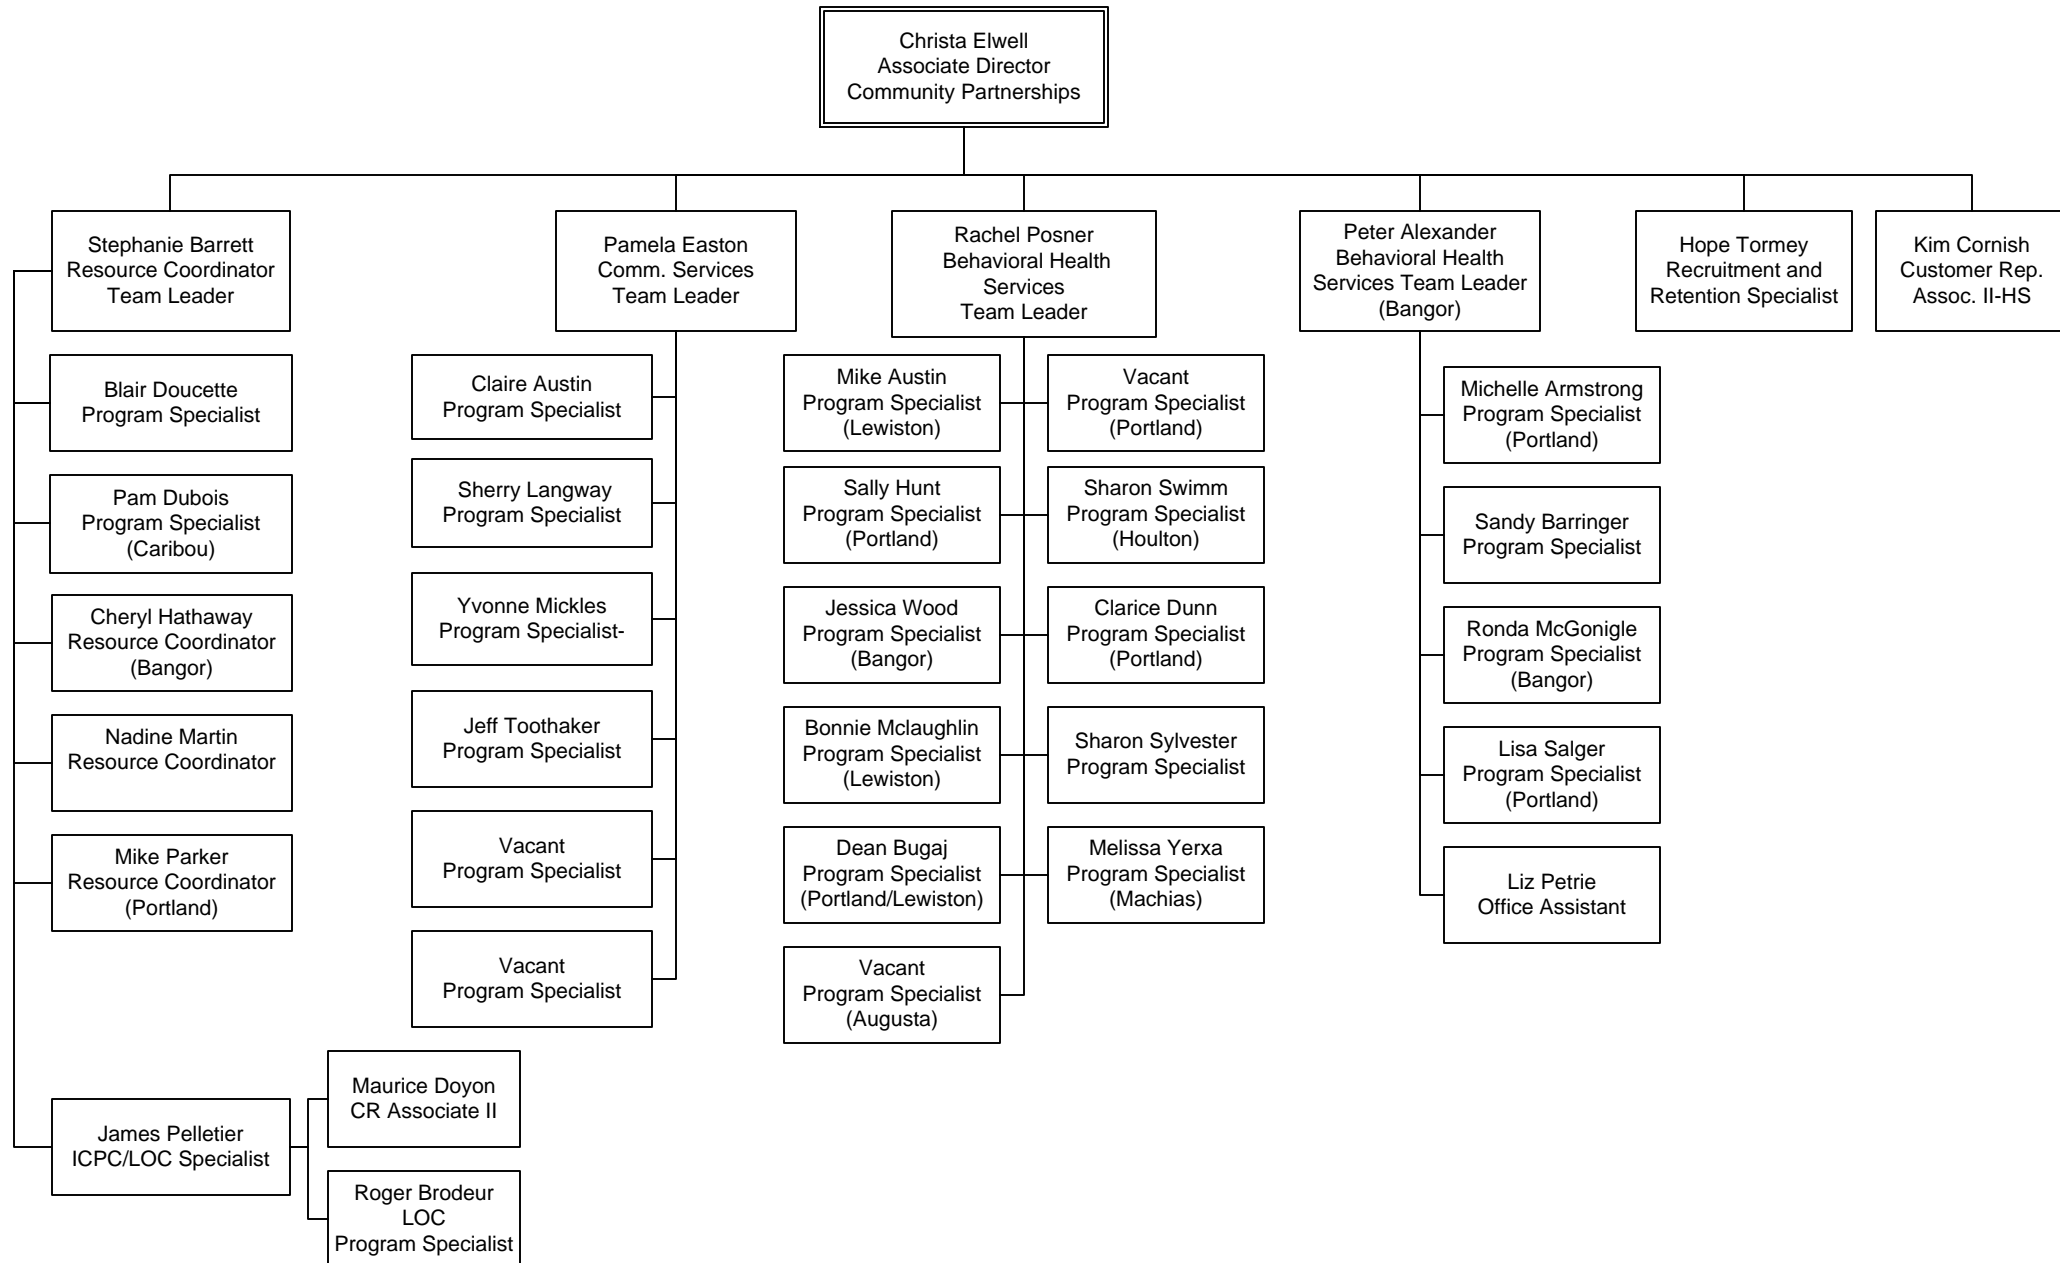 Christa Elwell
Associate Director
Community Partnerships
Stephanie Barrett
Resource Coordinator
Team Leader
Pamela Easton
Comm. Services
Team Leader
Rachel Posner
Behavioral Health
Services
Team Leader
Peter Alexander
Behavioral Health
Services Team Leader
(Bangor)
Hope Tormey
Recruitment and
Retention Specialist
Kim Cornish
Customer Rep.
Assoc. II-HS
Blair Doucette
Program Specialist
Pam Dubois
Program Specialist
(Caribou)
Cheryl Hathaway
Resource Coordinator
(Bangor)
Nadine Martin
Resource Coordinator
Mike Parker
Resource Coordinator
(Portland)
James Pelletier
ICPC/LOC Specialist
Maurice Doyon
CR Associate II
Roger Brodeur
LOC
Program Specialist
Claire Austin
Program Specialist
Sherry Langway
Program Specialist
Yvonne Mickles
Program Specialist-
Jeff Toothaker
Program Specialist
Vacant
Program Specialist
Vacant
Program Specialist
Mike Austin
Program Specialist
(Lewiston)
Vacant
Program Specialist
(Portland)
Sally Hunt
Program Specialist
(Portland)
Sharon Swimm
Program Specialist
(Houlton)
Jessica Wood
Program Specialist
(Bangor)
Clarice Dunn
Program Specialist
(Portland)
Bonnie Mclaughlin
Program Specialist
(Lewiston)
Sharon Sylvester
Program Specialist
Dean Bugaj
Program Specialist
(Portland/Lewiston)
Melissa Yerxa
Program Specialist
(Machias)
Vacant
Program Specialist
(Augusta)
Michelle Armstrong
Program Specialist
(Portland)
Sandy Barringer
Program Specialist
Ronda McGonigle
Program Specialist
(Bangor)
Lisa Salger
Program Specialist
(Portland)
Liz Petrie
Office Assistant